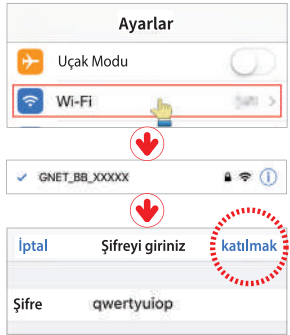 Ayarlar
Uçak Modu
Wi-Fi
GNET_BB_XXXXX
İptal Şifreyi giriniz katılmak
Şifre qwertyuiop